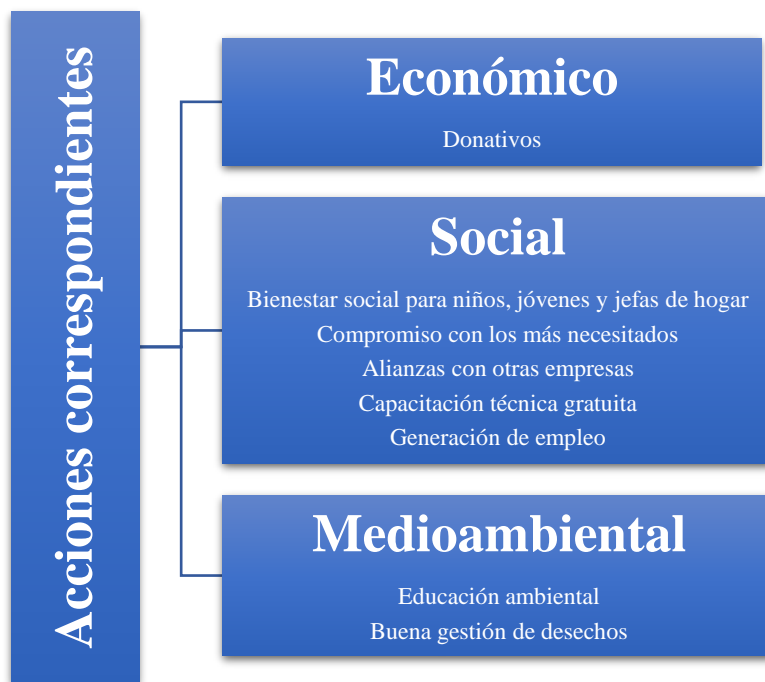 Acciones correspondientes
Económico
Donativos
Social
Bienestar social para niños, jóvenes y jefas de hogar
Compromiso con los más necesitados
Alianzas con otras empresas
Capacitación técnica gratuita
Generación de empleo
Medioambiental
Educación ambiental
Buena gestión de desechos